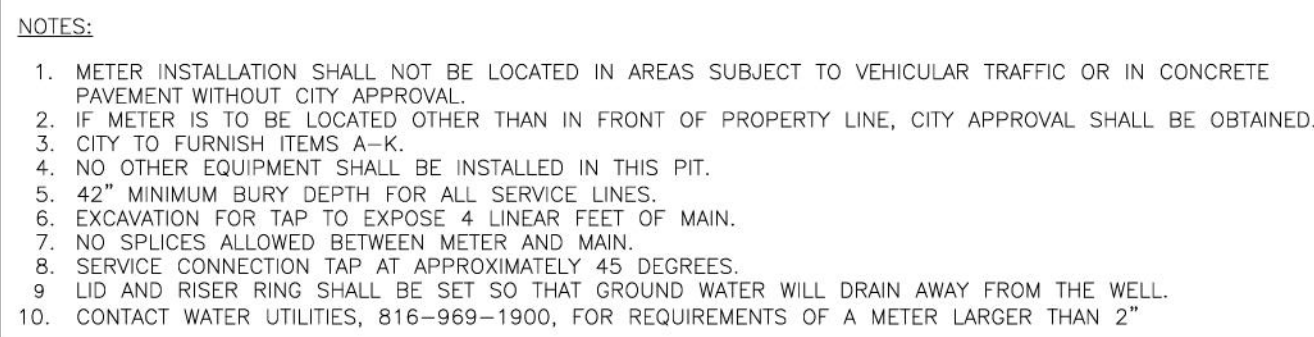 NOTES:
1. METER INSTALLATION SHALL NOT BE LOCATED IN AREAS SUBJECT TO VEHICULAR TRAFFIC OR IN CONCRETE
PAVEMENT WITHOUT CITY APPROVAL.
2. IF METER IS TO BE LOCATED OTHER THAN IN FRONT OF PROPERTY LINE, CITY APPROVAL SHALL BE OBTAINED.
3. CITY TO FURNISH ITEMS A–K.
4. NO OTHER EQUIPMENT SHALL BE INSTALLED IN THIS PIT.
5. 42" MINIMUM BURY DEPTH FOR ALL SERVICE LINES.
6. EXCAVATION FOR TAP TO EXPOSE 4 LINEAR FEET OF MAIN.
7. NO SPLICES ALLOWED BETWEEN METER AND MAIN.
8. SERVICE CONNECTION TAP AT APPROXIMATELY 45 DEGREES.
9 LID AND RISER RING SHALL BE SET SO THAT GROUND WATER WILL DRAIN AWAY FROM THE WELL.
10. CONTACT WATER UTILITIES, 816–969–1900, FOR REQUIREMENTS OF A METER LARGER THAN 2"